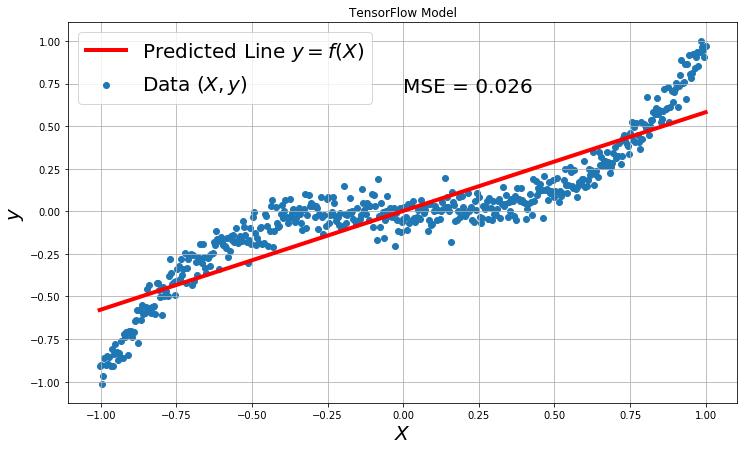 TensorFlow Model
Predicted Line y = f(X)
Data (X, y)
MSE = 0.026
1.00
0.75
0.50
0.25
0.00
−0.25
−0.50
−0.75
−1.00
y
−1.00 −0.75 −0.50 −0.25 0.00 0.25 0.50 0.75 1.00
X